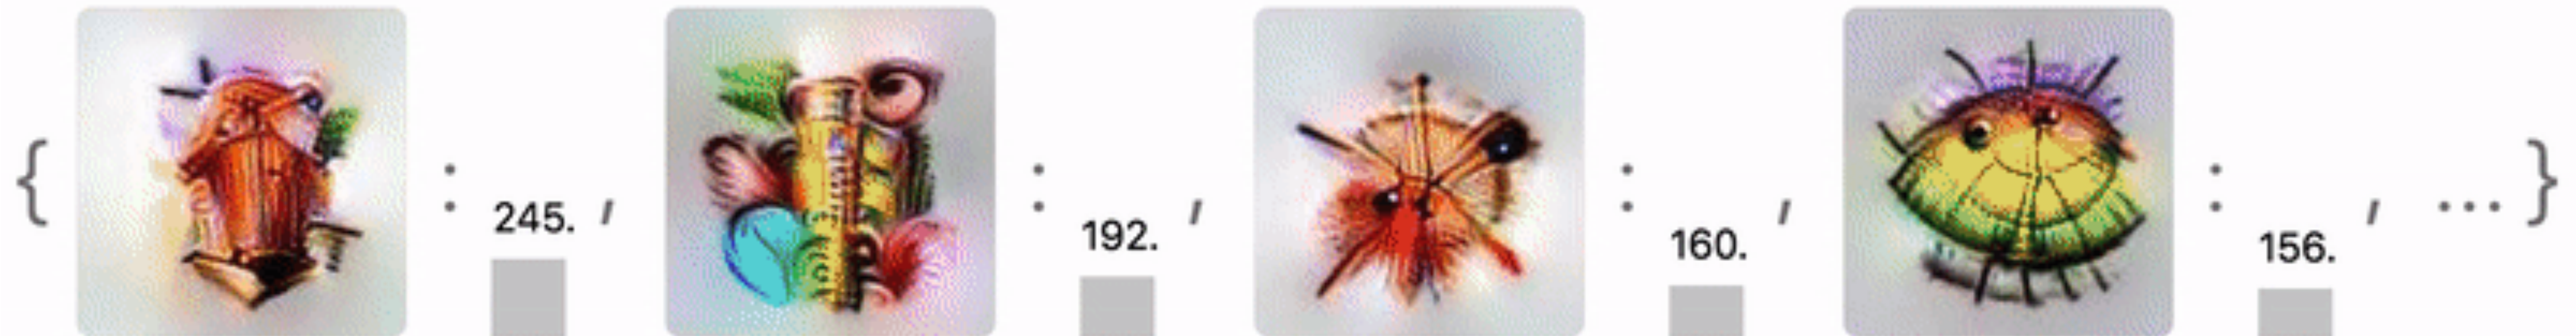 { : 245. , : 192. , : 160. , : 156. , ... }